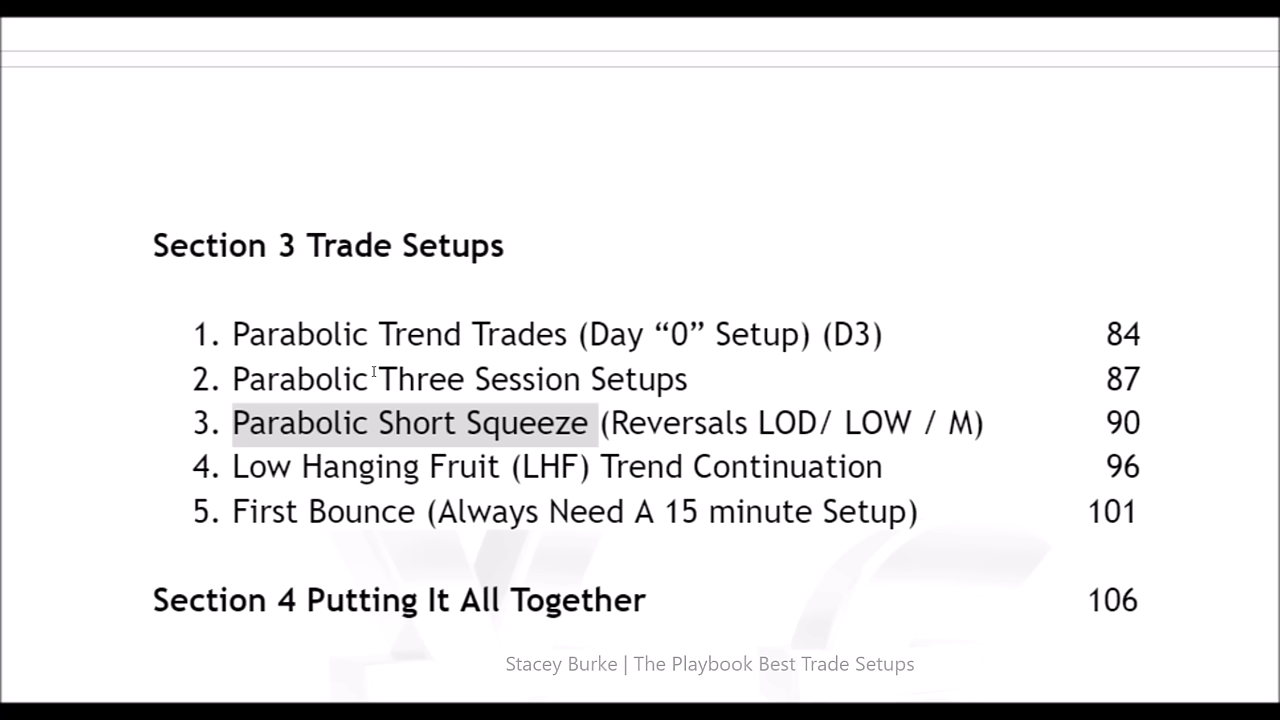 Section 3 Trade Setups
1. Parabolic Trend Trades (Day “0” Setup) (D3) 84
2. Parabolic Three Session Setups 87
3. Parabolic Short Squeeze (Reversals LOD/ LOW / M) 90
4. Low Hanging Fruit (LHF) Trend Continuation 96
5. First Bounce (Always Need A 15 minute Setup) 101
Section 4 Putting It All Together 106
Stacey Burke | The Playbook Best Trade Setups